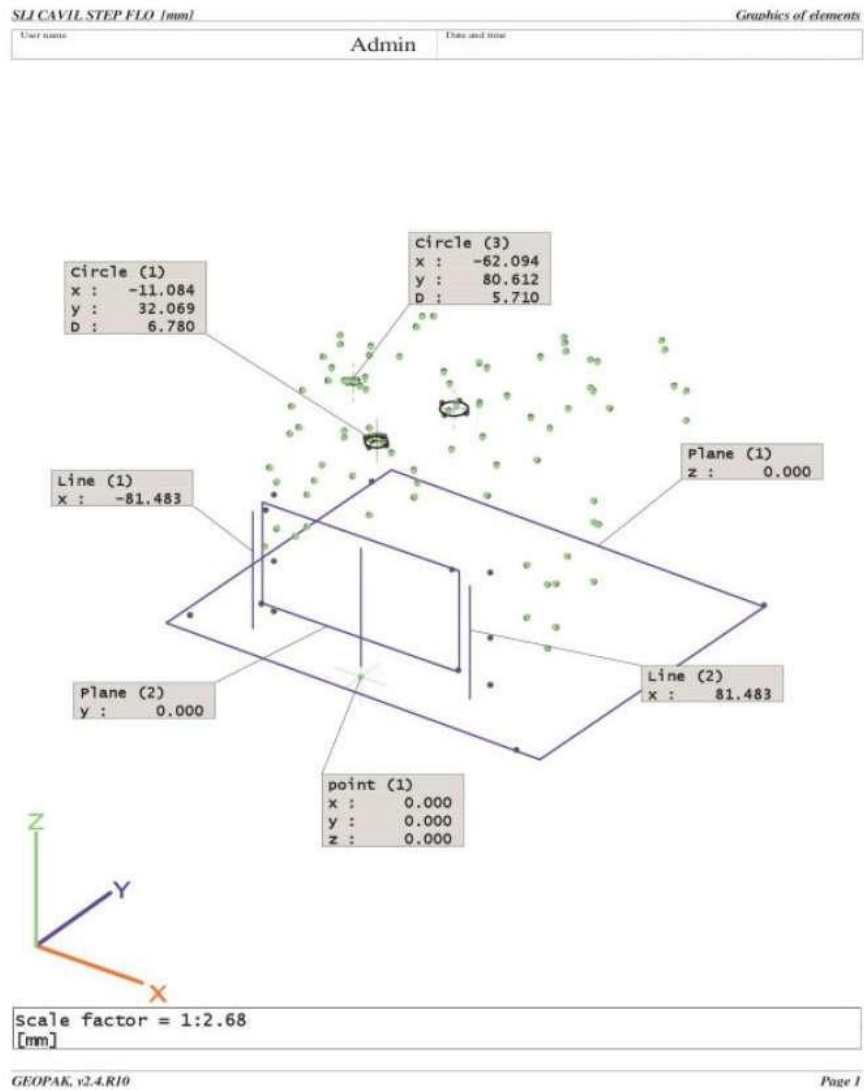 SLI CAVIL STEP FLO [mm] Graphics of elements
User name Admin Date and time
Circle (3)
x : -62.094
y : 80.612
D : 5.710
Circle (1)
x : -11.084
y : 32.069
D : 6.780
Plane (1)
z : 0.000
Line (1)
x : -81.483
Line (2)
x : 81.483
Plane (2)
y : 0.000
point (1)
x : 0.000
y : 0.000
z : 0.000
Z
Y
X
Scale factor = 1:2.68
[mm]
GEOPAK, v2.4.R10 Page 1